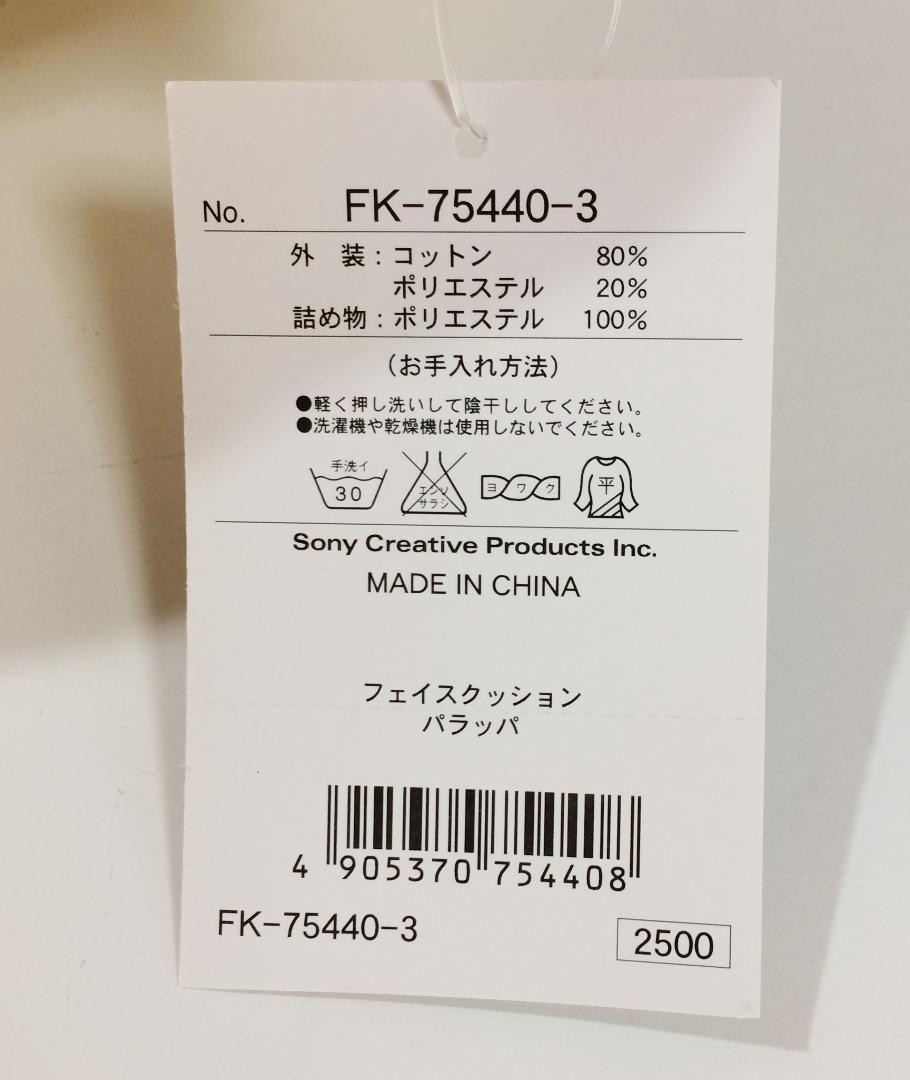 No. FK-75440-3
外 装：コットン 80%
ポリエステル 20%
詰め物：ポリエステル 100%
（お手入れ方法）
●軽く押し洗いして陰干ししてください。
●洗濯機や乾燥機は使用しないでください。
手洗イ
30
エンソ
サラシ
ヨワク
平
Sony Creative Products Inc.
MADE IN CHINA
フェイスクッション
パラッパ
4 905370 754408
FK-75440-3
2500